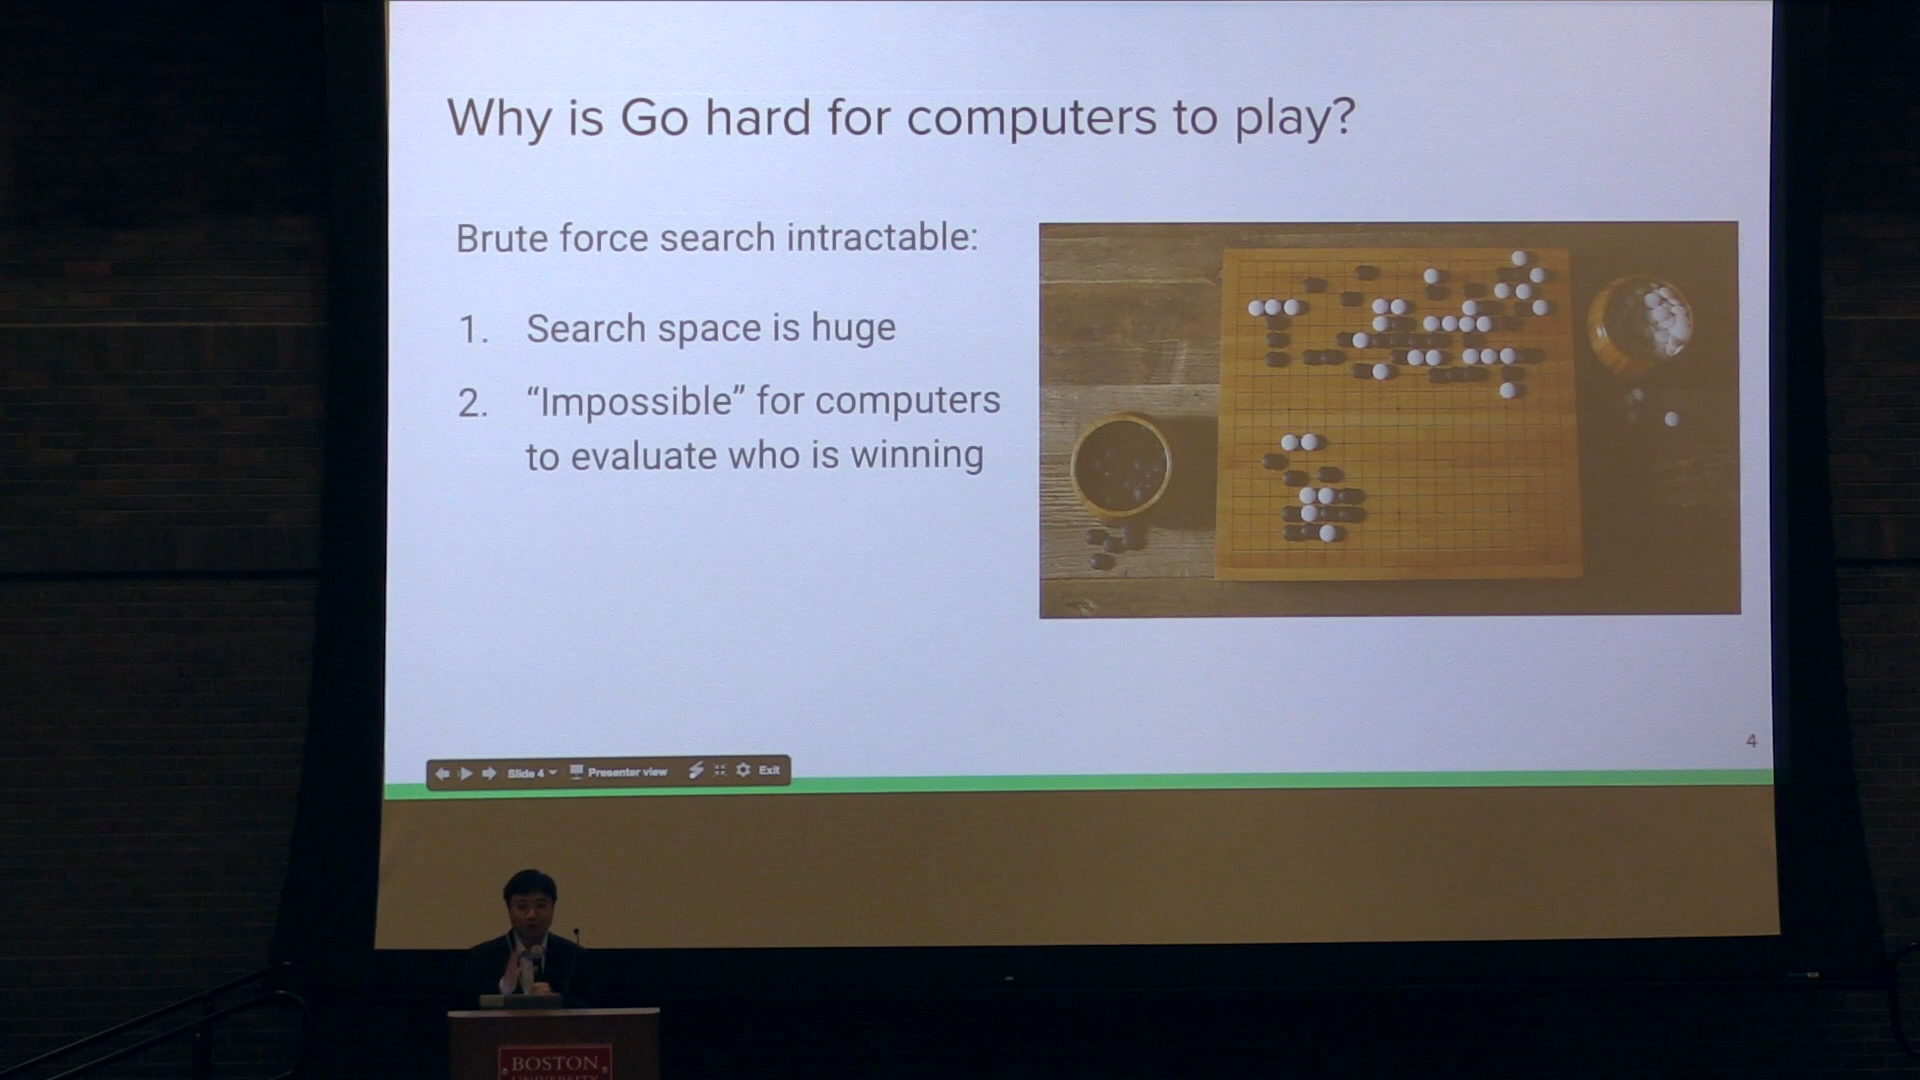 Why is Go hard for computers to play?
Brute force search intractable:
1. Search space is huge
2. “Impossible” for computers
to evaluate who is winning
4
Slide 4 Presenter view Exit
BOSTON
UNIVERSITY